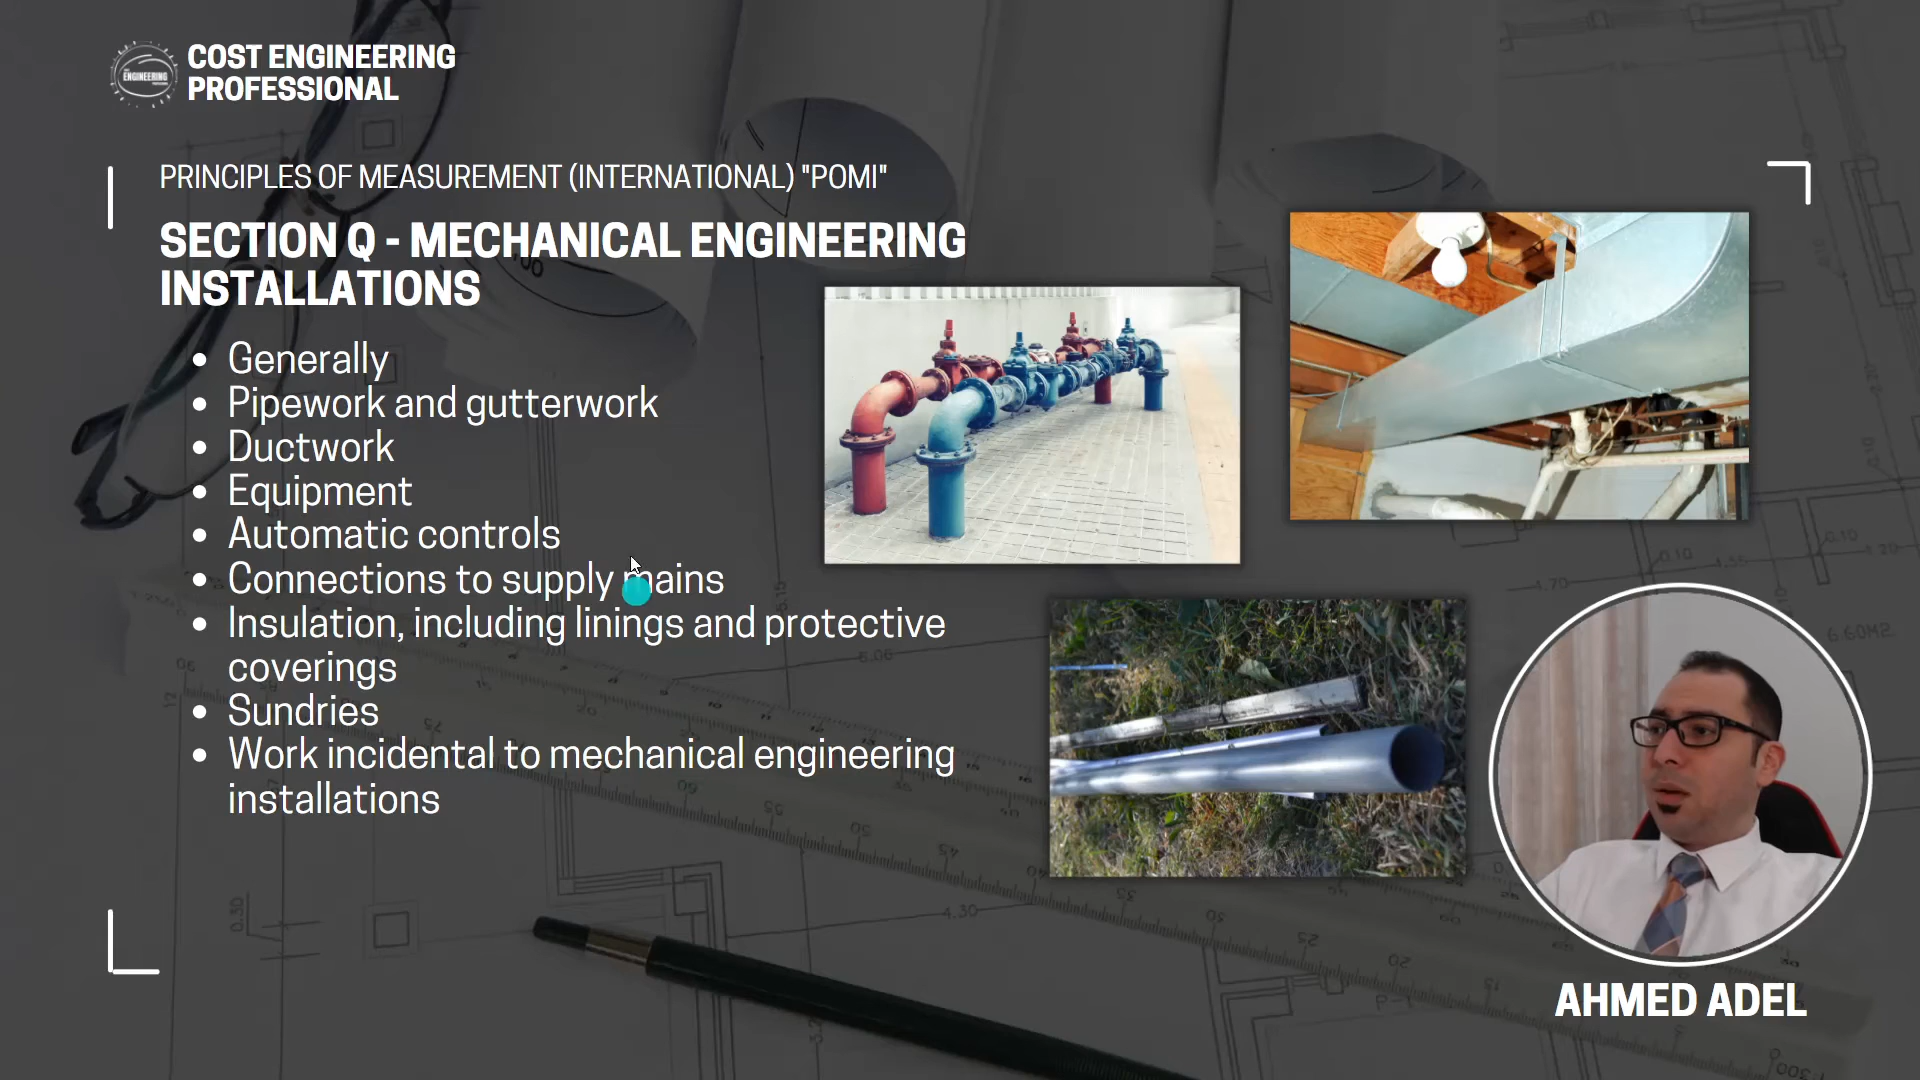 COST ENGINEERING
PROFESSIONAL
ENGINEERING
PRINCIPLES OF MEASUREMENT (INTERNATIONAL) "POMI"
SECTION Q - MECHANICAL ENGINEERING
INSTALLATIONS
• Generally
• Pipework and gutterwork
• Ductwork
• Equipment
• Automatic controls
• Connections to supply mains
• Insulation, including linings and protective
coverings
• Sundries
• Work incidental to mechanical engineering
installations
AHMED ADEL